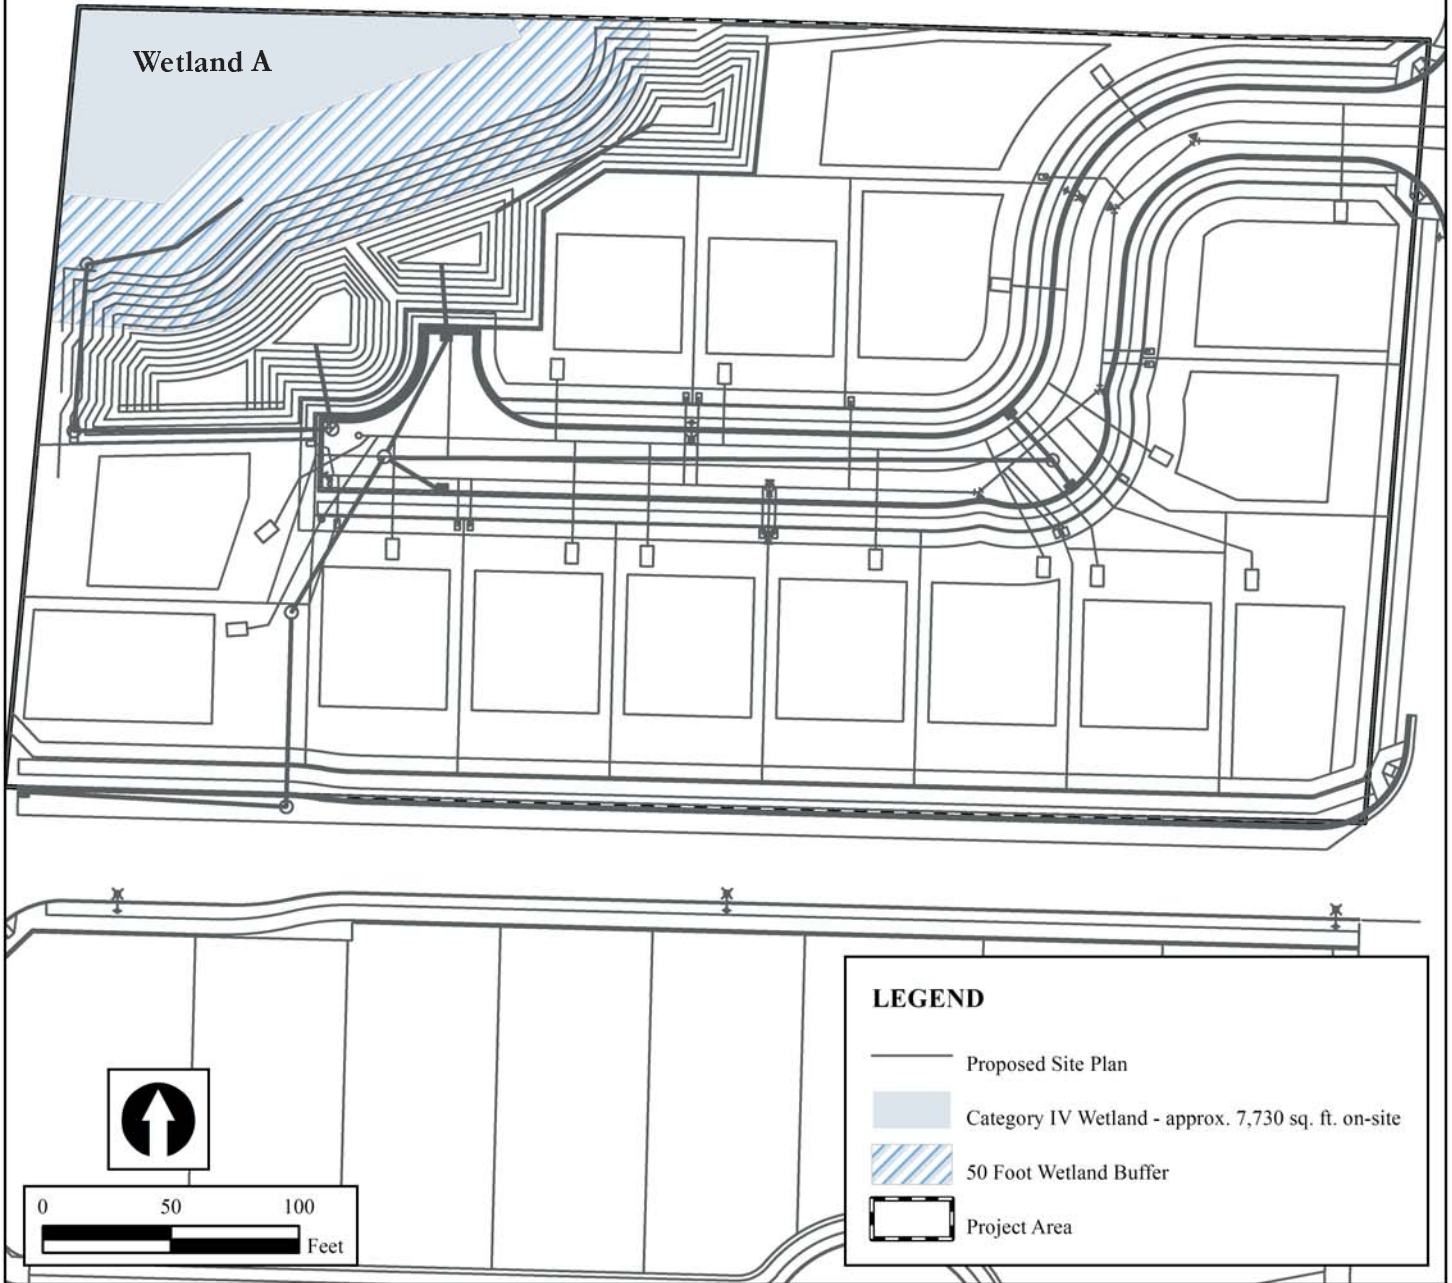 Wetland A
LEGEND
Proposed Site Plan
Category IV Wetland - approx. 7,730 sq. ft. on-site
50 Foot Wetland Buffer
Project Area
0 50 100
Feet